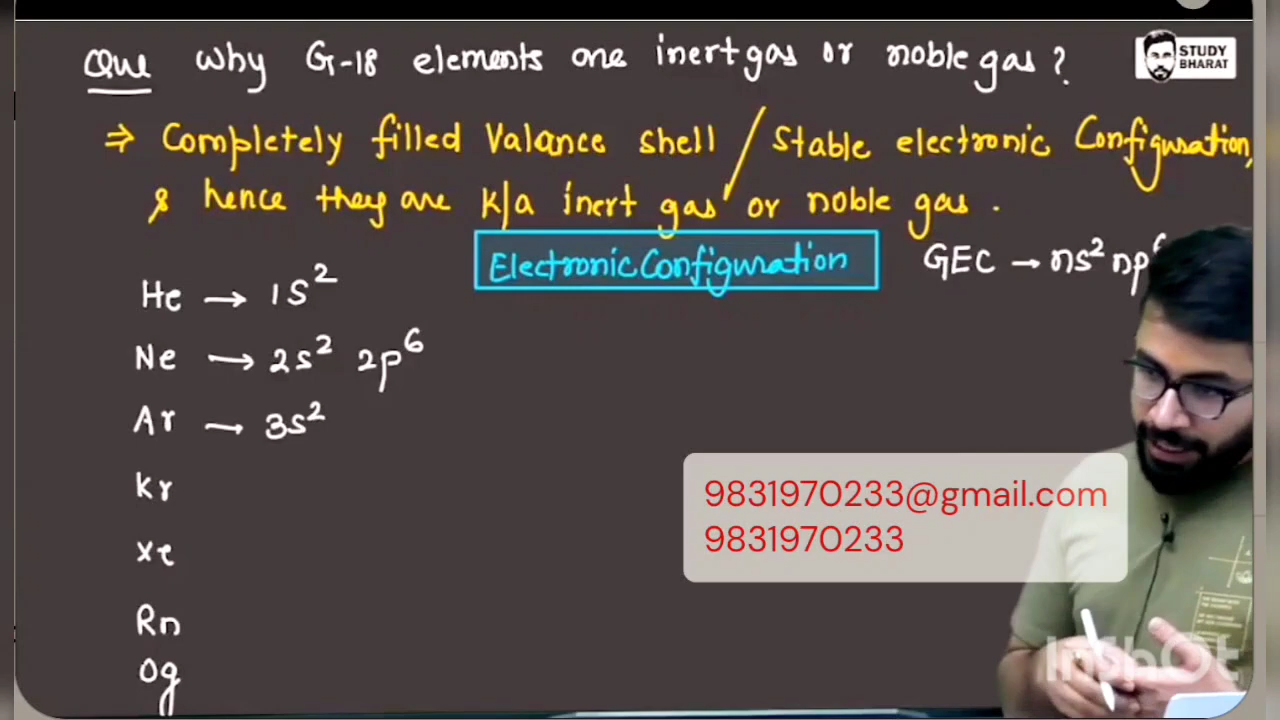 Que Why G-18 elements are inert gas or noble gas?
STUDY
BHARAT
⇒ Completely filled Valance shell / Stable electronic Configuration,
& hence they are k/a inert gas or noble gas.
Electronic Configuration
GEC → ns² np⁶
He → 1s²
Ne → 2s² 2p⁶
Ar → 3s²
Kr
Xe
Rn
Og
9831970233@gmail.com
9831970233
InShot